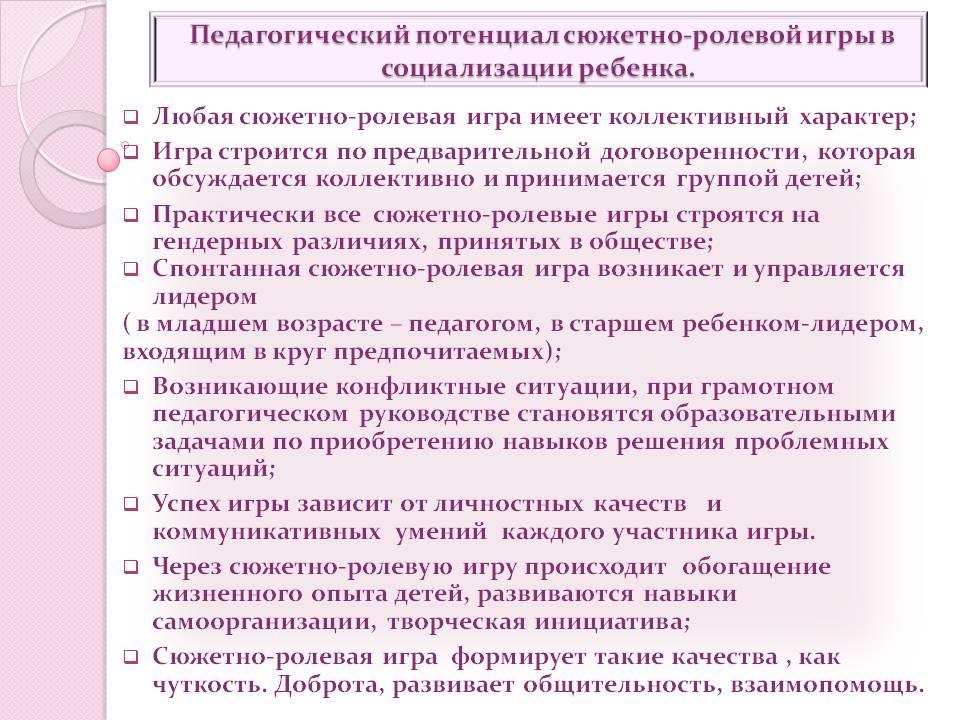 Педагогический потенциал сюжетно-ролевой игры в
социализации ребенка.
Любая сюжетно-ролевая игра имеет коллективный характер;
Игра строится по предварительной договоренности, которая
обсуждается коллективно и принимается группой детей;
Практически все сюжетно-ролевые игры строятся на
гендерных различиях, принятых в обществе;
Спонтанная сюжетно-ролевая игра возникает и управляется
лидером
( в младшем возрасте – педагогом, в старшем ребенком-лидером,
входящим в круг предпочитаемых);
Возникающие конфликтные ситуации, при грамотном
педагогическом руководстве становятся образовательными
задачами по приобретению навыков решения проблемных
ситуаций;
Успех игры зависит от личностных качеств и
коммуникативных умений каждого участника игры.
Через сюжетно-ролевую игру происходит обогащение
жизненного опыта детей, развиваются навыки
самоорганизации, творческая инициатива;
Сюжетно-ролевая игра формирует такие качества , как
чуткость. Доброта, развивает общительность, взаимопомощь.